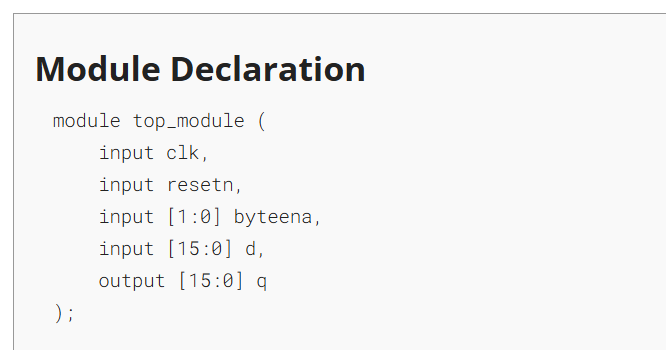 Module Declaration
module top_module (
input clk,
input resetn,
input [1:0] byteena,
input [15:0] d,
output [15:0] q
);